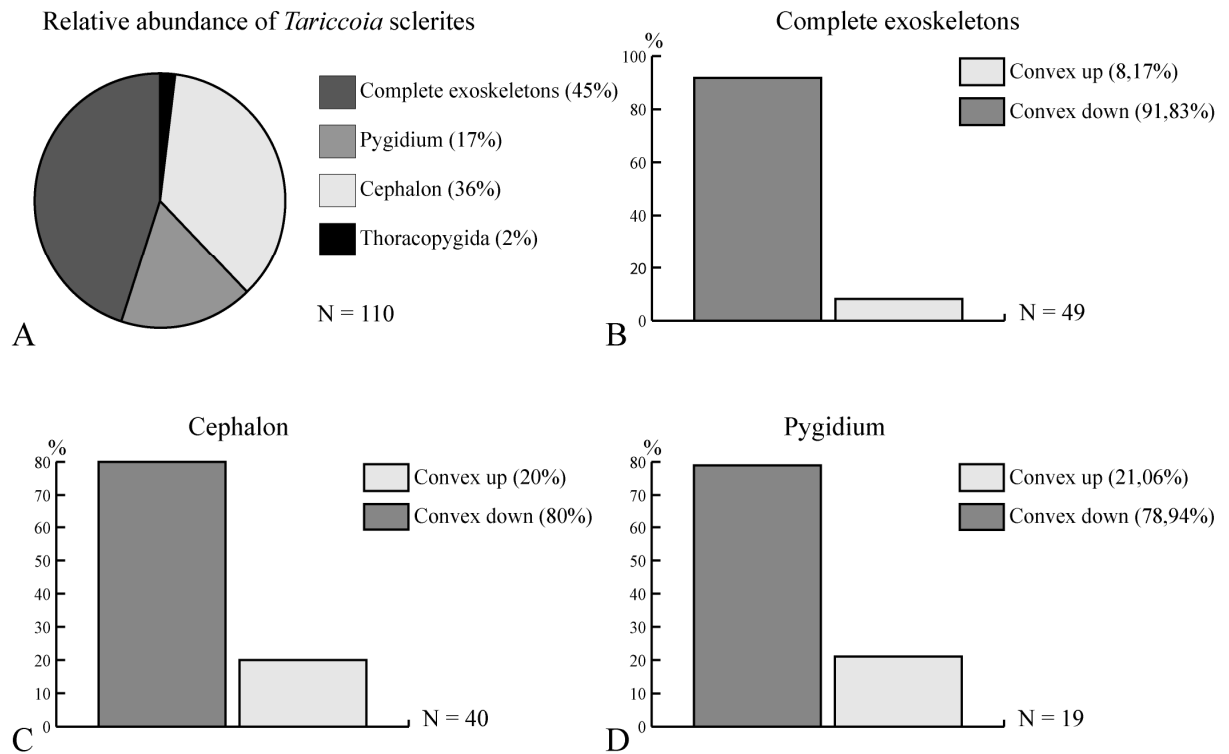 Relative abundance of Tariccoia sclerites
Complete exoskeletons (45%)
Pygidium (17%)
Cephalon (36%)
Thoracopygida (2%)
N = 110
A
Complete exoskeletons
%
100
80
60
40
20
0
Convex up (8,17%)
Convex down (91,83%)
N = 49
B
Cephalon
%
80
70
60
50
40
30
20
10
0
Convex up (20%)
Convex down (80%)
N = 40
C
Pygidium
%
80
70
60
50
40
30
20
10
0
Convex up (21,06%)
Convex down (78,94%)
N = 19
D